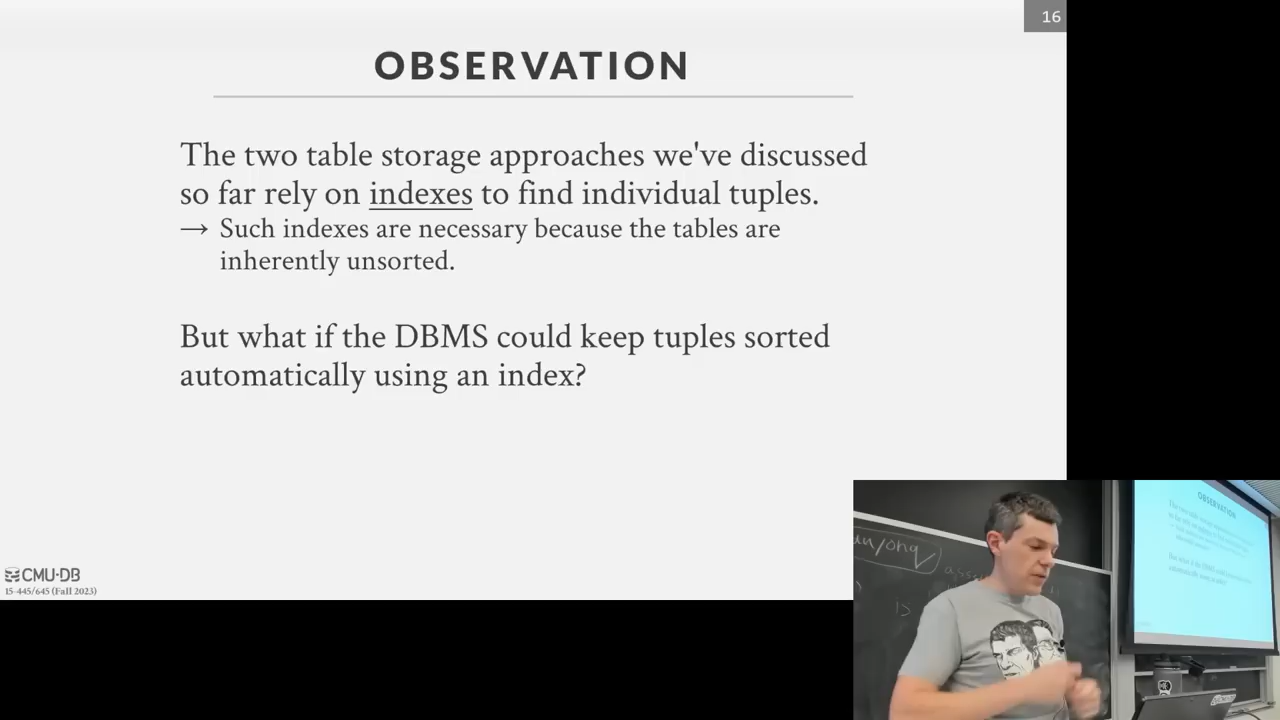 16
OBSERVATION
The two table storage approaches we've discussed
so far rely on indexes to find individual tuples.
→ Such indexes are necessary because the tables are
inherently unsorted.
But what if the DBMS could keep tuples sorted
automatically using an index?
CMU·DB
15-445/645 (Fall 2023)
OBSERVATION